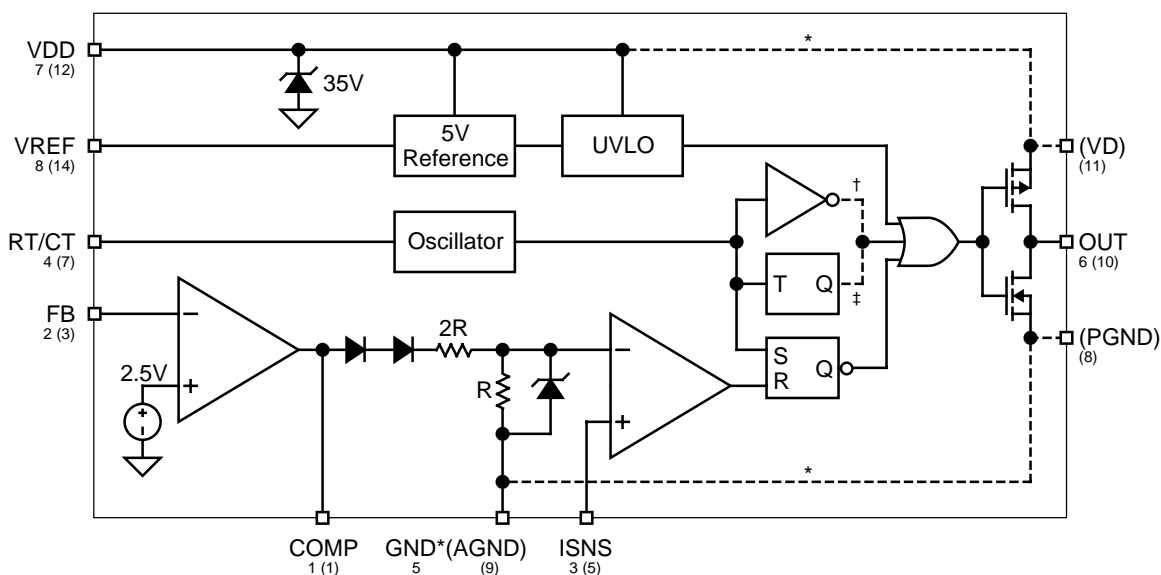 VDD
7 (12)
*
35V
VREF
8 (14)
5V
Reference
UVLO
(VD)
(11)
†
RT/CT
4 (7)
Oscillator
OUT
6 (10)
T Q
‡
FB
2 (3)
−
2.5V
+
+
-
2R
R
−
+
S
R
Q
(PGND)
(8)
*
COMP
1 (1)
GND*(AGND)
5 (9)
ISNS
3 (5)